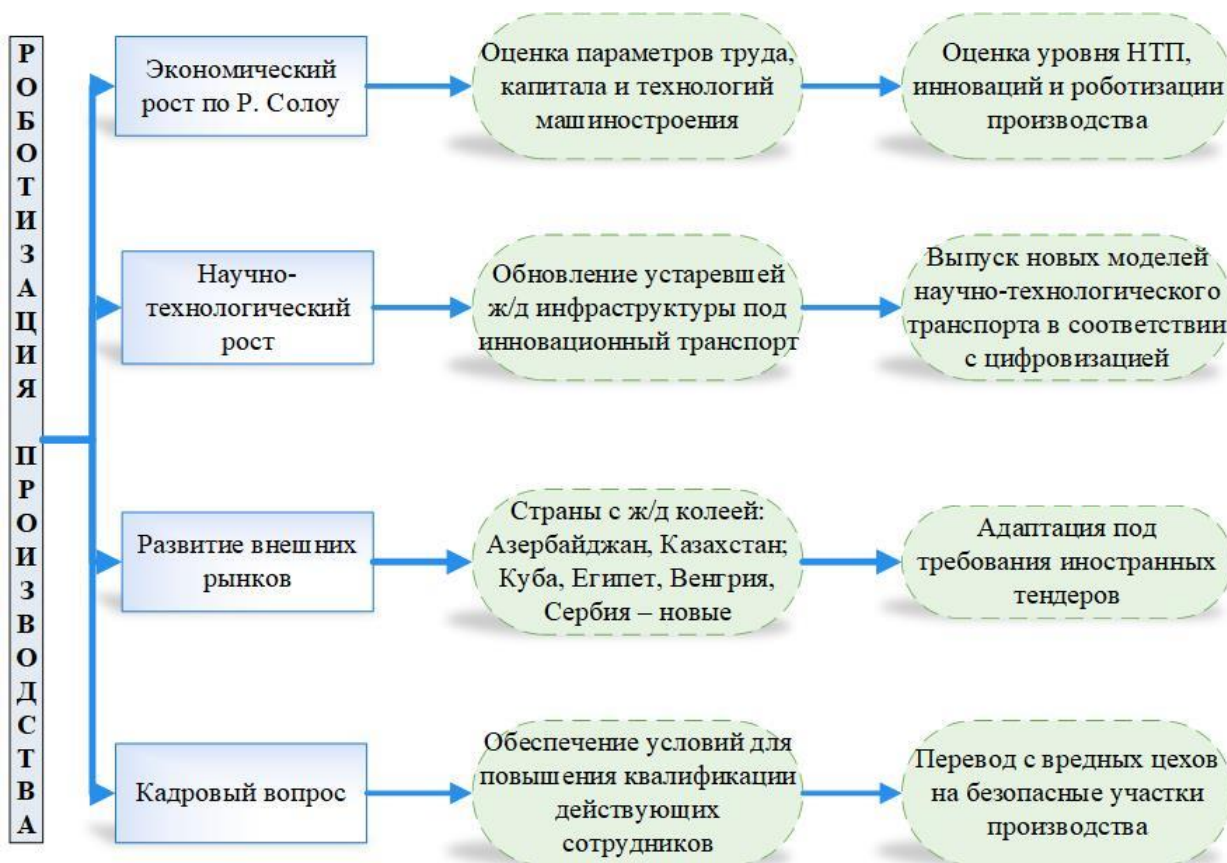 РОБОТИЗАЦИЯ ПРОИЗВОДСТВА
Экономический
рост по Р. Солоу
Оценка параметров труда,
капитала и технологий
машиностроения
Оценка уровня НТП,
инноваций и роботизации
производства
Научно-
технологический
рост
Обновление устаревшей
ж/д инфраструктуры под
инновационный транспорт
Выпуск новых моделей
научно-технологического
транспорта в соответствии
с цифровизацией
Развитие внешних
рынков
Страны с ж/д колеей:
Азербайджан, Казахстан;
Куба, Египет, Венгрия,
Сербия – новые
Адаптация под
требования иностранных
тендеров
Кадровый вопрос
Обеспечение условий для
повышения квалификации
действующих
сотрудников
Перевод с вредных цехов
на безопасные участки
производства